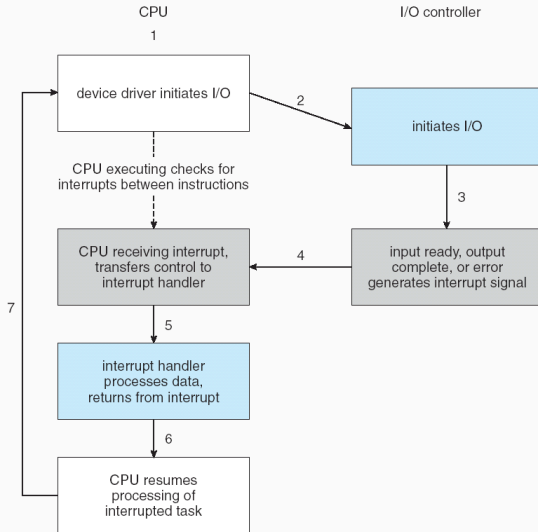 CPU
I/O controller
1
device driver initiates I/O
2
initiates I/O
CPU executing checks for
interrupts between instructions
3
CPU receiving interrupt,
transfers control to
interrupt handler
4
input ready, output
complete, or error
generates interrupt signal
7
5
interrupt handler
processes data,
returns from interrupt
6
CPU resumes
processing of
interrupted task